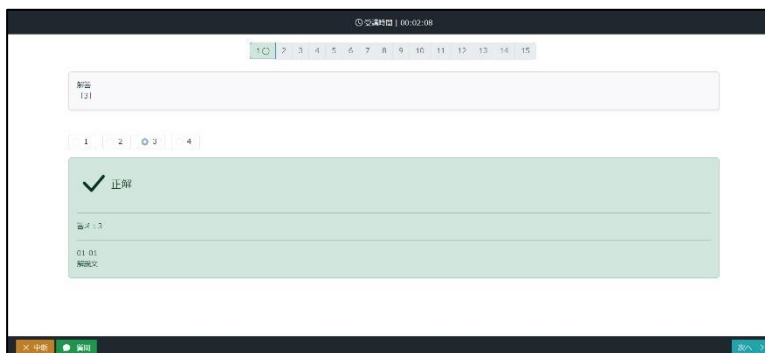 受講時間 | 00:02:08
1〇 2 3 4 5 6 7 8 9 10 11 12 13 14 15
解答
[3]
1 2 3 4
正解
答え:3
01-01
解説文
× 中断 質問 次へ >